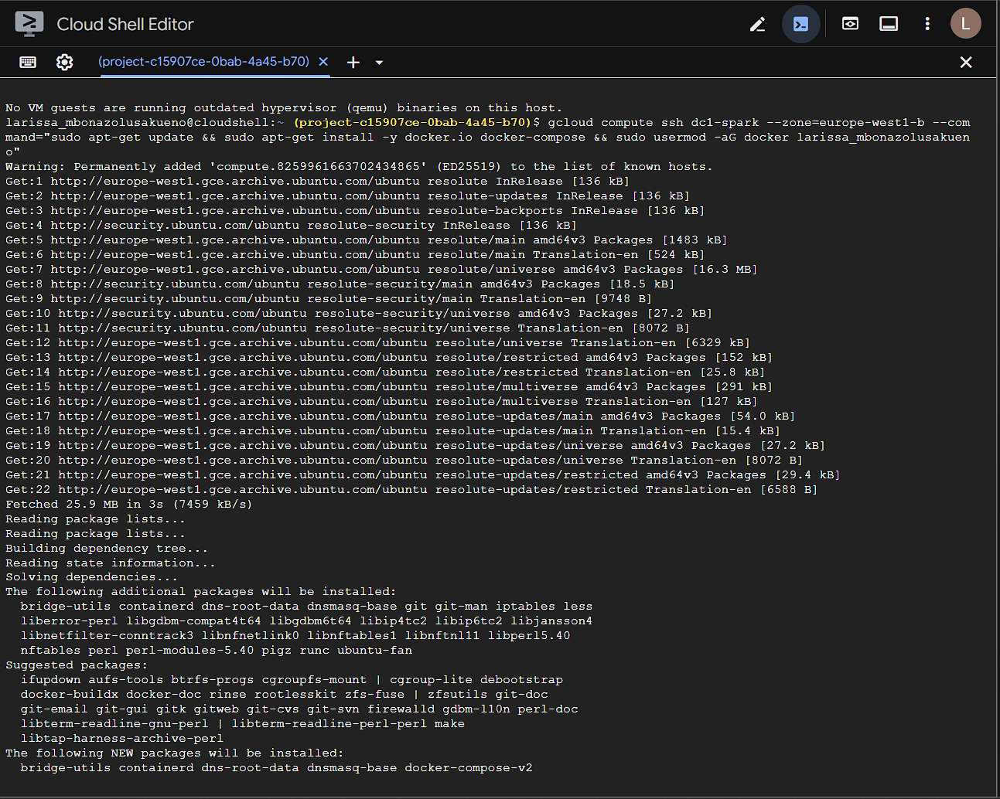 Cloud Shell Editor
L
(project-c15907ce-0bab-4a45-b70)
No VM guests are running outdated hypervisor (qemu) binaries on this host.
larissa_mbonazolusakueno@cloudshell:~ (project-c15907ce-0bab-4a45-b70)$ gcloud compute ssh dc1-spark --zone=europe-west1-b --com
mand="sudo apt-get update && sudo apt-get install -y docker.io docker-compose && sudo usermod -aG docker larissa_mbonazolusakuen
o"
Warning: Permanently added 'compute.8259961663702434865' (ED25519) to the list of known hosts.
Get:1 http://europe-west1.gce.archive.ubuntu.com/ubuntu resolute InRelease [136 kB]
Get:2 http://europe-west1.gce.archive.ubuntu.com/ubuntu resolute-updates InRelease [136 kB]
Get:3 http://europe-west1.gce.archive.ubuntu.com/ubuntu resolute-backports InRelease [136 kB]
Get:4 http://security.ubuntu.com/ubuntu resolute-security InRelease [136 kB]
Get:5 http://europe-west1.gce.archive.ubuntu.com/ubuntu resolute/main amd64v3 Packages [1483 kB]
Get:6 http://europe-west1.gce.archive.ubuntu.com/ubuntu resolute/main Translation-en [524 kB]
Get:7 http://europe-west1.gce.archive.ubuntu.com/ubuntu resolute/universe amd64v3 Packages [16.3 MB]
Get:8 http://security.ubuntu.com/ubuntu resolute-security/main amd64v3 Packages [18.5 kB]
Get:9 http://security.ubuntu.com/ubuntu resolute-security/main Translation-en [9748 B]
Get:10 http://security.ubuntu.com/ubuntu resolute-security/universe amd64v3 Packages [27.2 kB]
Get:11 http://security.ubuntu.com/ubuntu resolute-security/universe Translation-en [8072 B]
Get:12 http://europe-west1.gce.archive.ubuntu.com/ubuntu resolute/universe Translation-en [6329 kB]
Get:13 http://europe-west1.gce.archive.ubuntu.com/ubuntu resolute/restricted amd64v3 Packages [152 kB]
Get:14 http://europe-west1.gce.archive.ubuntu.com/ubuntu resolute/restricted Translation-en [25.8 kB]
Get:15 http://europe-west1.gce.archive.ubuntu.com/ubuntu resolute/multiverse amd64v3 Packages [291 kB]
Get:16 http://europe-west1.gce.archive.ubuntu.com/ubuntu resolute/multiverse Translation-en [127 kB]
Get:17 http://europe-west1.gce.archive.ubuntu.com/ubuntu resolute-updates/main amd64v3 Packages [54.0 kB]
Get:18 http://europe-west1.gce.archive.ubuntu.com/ubuntu resolute-updates/main Translation-en [15.4 kB]
Get:19 http://europe-west1.gce.archive.ubuntu.com/ubuntu resolute-updates/universe amd64v3 Packages [27.2 kB]
Get:20 http://europe-west1.gce.archive.ubuntu.com/ubuntu resolute-updates/universe Translation-en [8072 B]
Get:21 http://europe-west1.gce.archive.ubuntu.com/ubuntu resolute-updates/restricted amd64v3 Packages [29.4 kB]
Get:22 http://europe-west1.gce.archive.ubuntu.com/ubuntu resolute-updates/restricted Translation-en [6588 B]
Fetched 25.9 MB in 3s (7459 kB/s)
Reading package lists...
Reading package lists...
Building dependency tree...
Reading state information...
Solving dependencies...
The following additional packages will be installed:
  bridge-utils containerd dns-root-data dnsmasq-base git git-man iptables less
  liberror-perl libgdbm-compat4t64 libgdbm6t64 libip4tc2 libip6tc2 libjansson4
  libnetfilter-conntrack3 libnfnetlink0 libnftables1 libnftnl11 libperl5.40
  nftables perl perl-modules-5.40 pigz runc ubuntu-fan
Suggested packages:
  ifupdown aufs-tools btrfs-progs cgroupfs-mount | cgroup-lite debootstrap
  docker-buildx docker-doc rinse rootlesskit zfs-fuse | zfsutils git-doc
  git-email git-gui gitk gitweb git-cvs git-svn firewalld gdbm-l10n perl-doc
  libterm-readline-gnu-perl | libterm-readline-perl-perl make
  libtap-harness-archive-perl
The following NEW packages will be installed:
  bridge-utils containerd dns-root-data dnsmasq-base docker-compose-v2